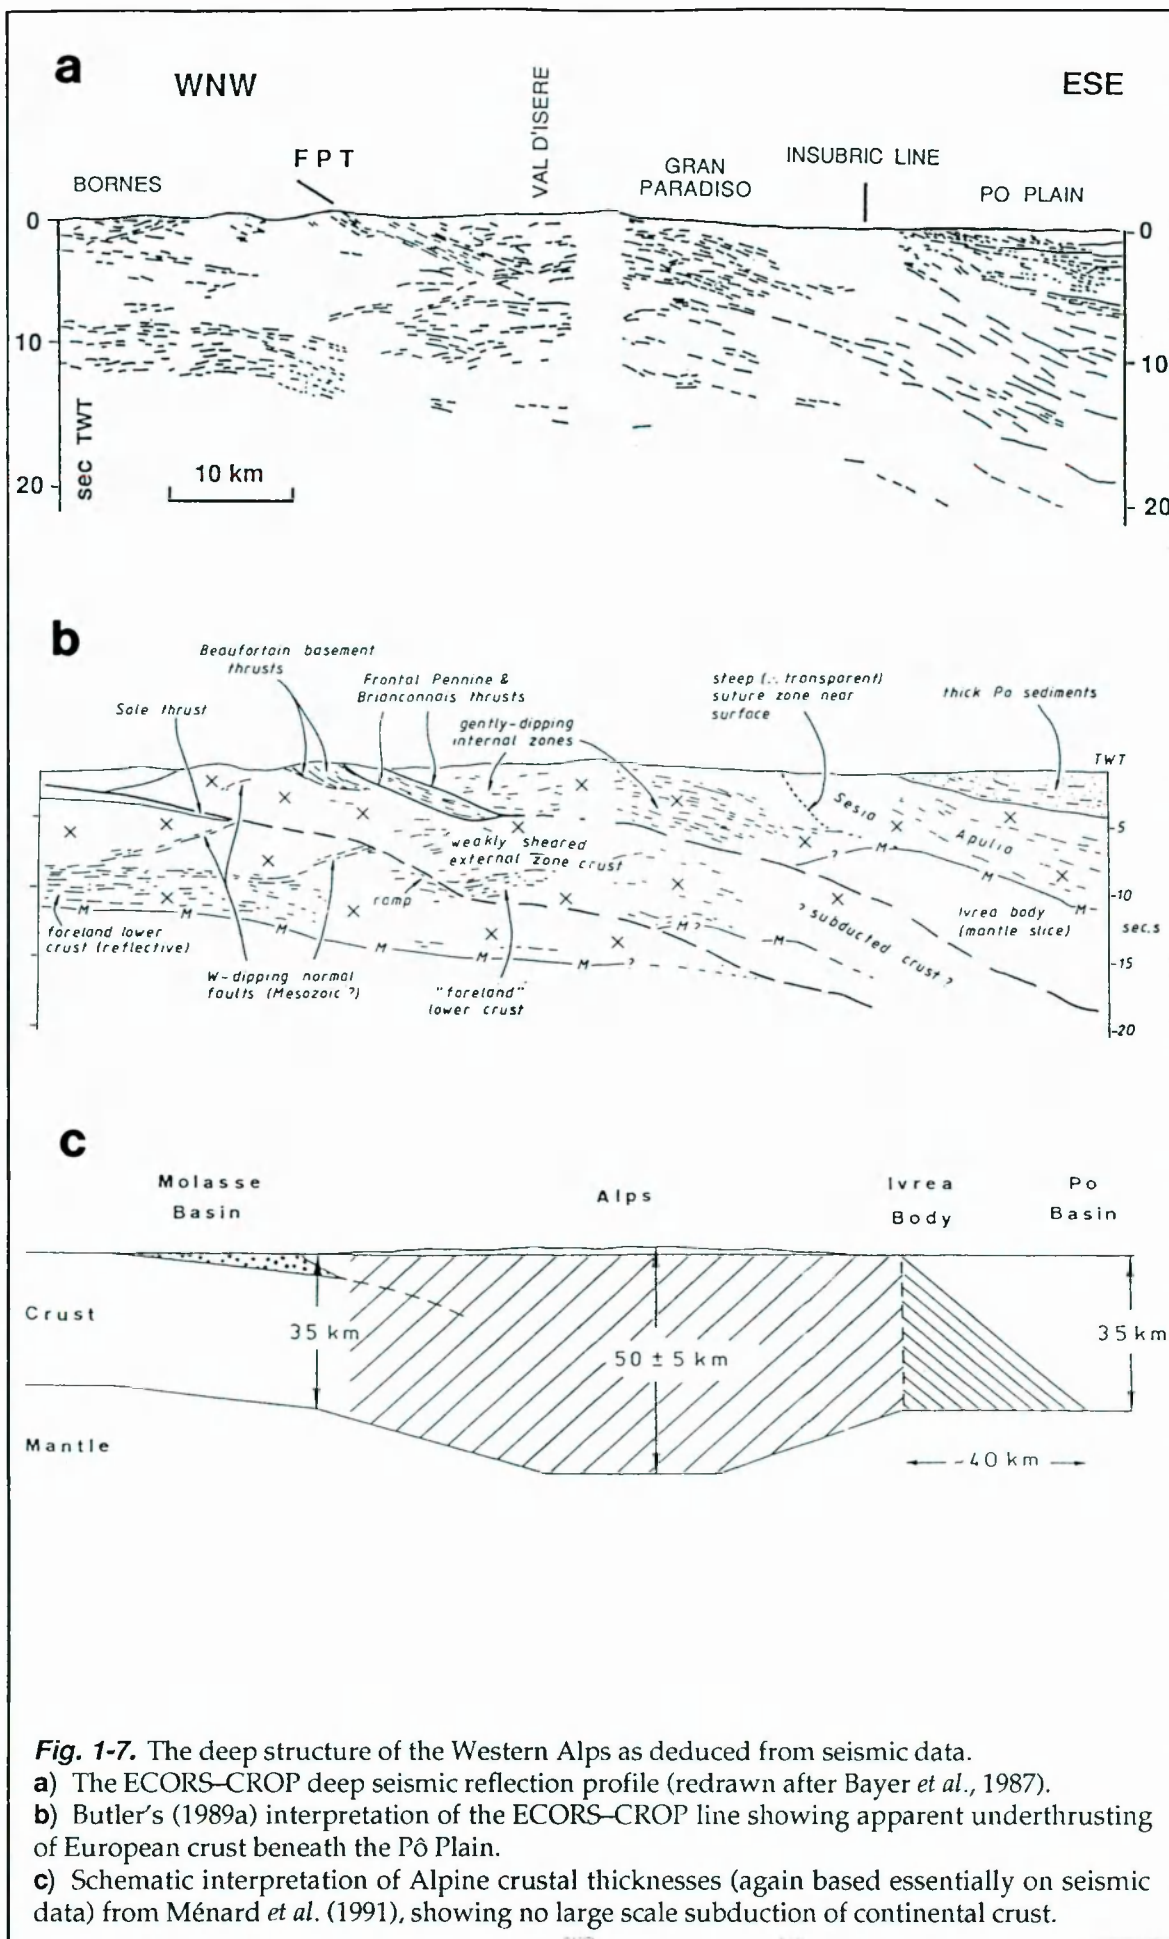 a
WNW
ESE
VAL D'ISERE
FPT
BORNES
GRAN
PARADISO
INSUBRIC LINE
PO PLAIN
0
0
10
10
sec TWT
10 km
20
20
b
Beaufortain basement
thrusts
Sole thrust
Frontal Pennine &
Brianconnais thrusts
gently-dipping
internal zones
steep (∴ transparent)
suture zone near
surface
thick Po sediments
TWT
Sesia
Apulia
5
weakly sheared
external zone crust
? M
M
ramp
10
M
M
M
foreland lower
crust (reflective)
M
M
M
M ?
M ?
M
? subducted crust ?
Ivrea body
(mantle slice)
M
sec.s
15
W-dipping normal
faults (Mesozoic ?)
"foreland"
lower crust
20
c
Molasse
Basin
Alps
Ivrea
Body
Po
Basin
Crust
35 km
50 ± 5 km
35 km
Mantle
~40 km
Fig. 1-7. The deep structure of the Western Alps as deduced from seismic data.
a) The ECORS–CROP deep seismic reflection profile (redrawn after Bayer et al., 1987).
b) Butler's (1989a) interpretation of the ECORS–CROP line showing apparent underthrusting
of European crust beneath the Pô Plain.
c) Schematic interpretation of Alpine crustal thicknesses (again based essentially on seismic
data) from Ménard et al. (1991), showing no large scale subduction of continental crust.